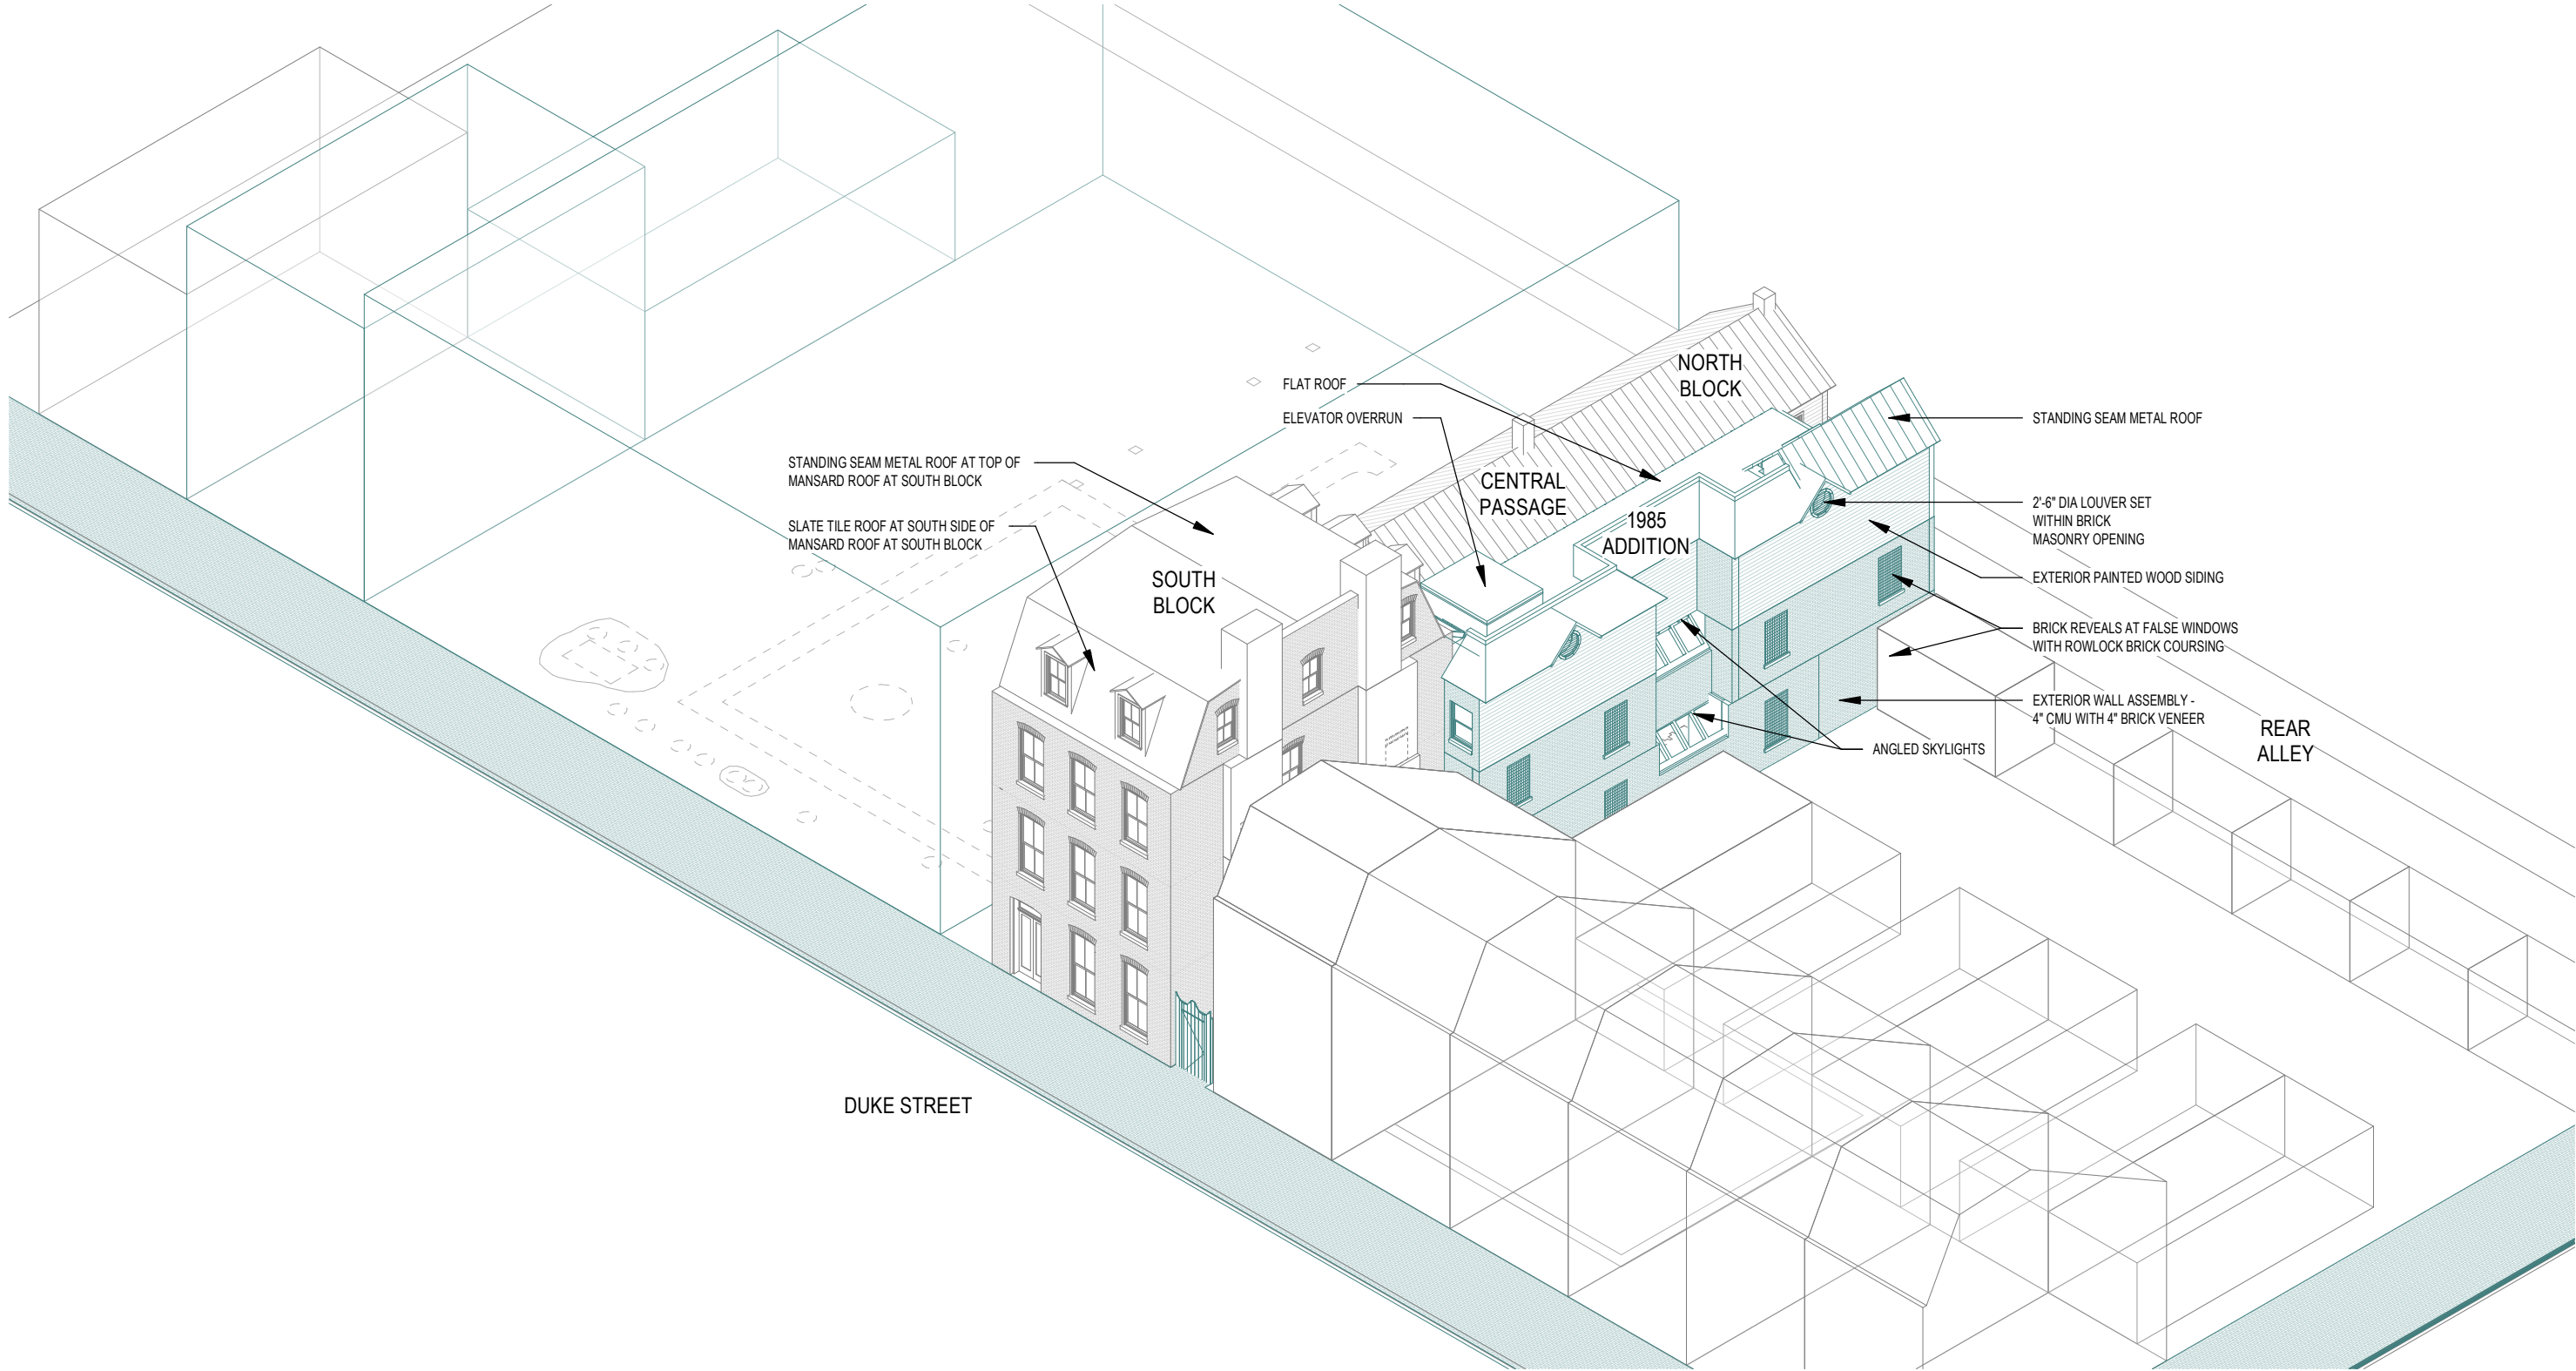 NORTH
BLOCK
FLAT ROOF
ELEVATOR OVERRUN
STANDING SEAM METAL ROOF
STANDING SEAM METAL ROOF AT TOP OF
MANSARD ROOF AT SOUTH BLOCK
CENTRAL
PASSAGE
2'-6" DIA LOUVER SET
WITHIN BRICK
MASONRY OPENING
SLATE TILE ROOF AT SOUTH SIDE OF
MANSARD ROOF AT SOUTH BLOCK
1985
ADDITION
SOUTH
BLOCK
EXTERIOR PAINTED WOOD SIDING
BRICK REVEALS AT FALSE WINDOWS
WITH ROWLOCK BRICK COURSING
EXTERIOR WALL ASSEMBLY -
4" CMU WITH 4" BRICK VENEER
REAR
ALLEY
ANGLED SKYLIGHTS
DUKE STREET